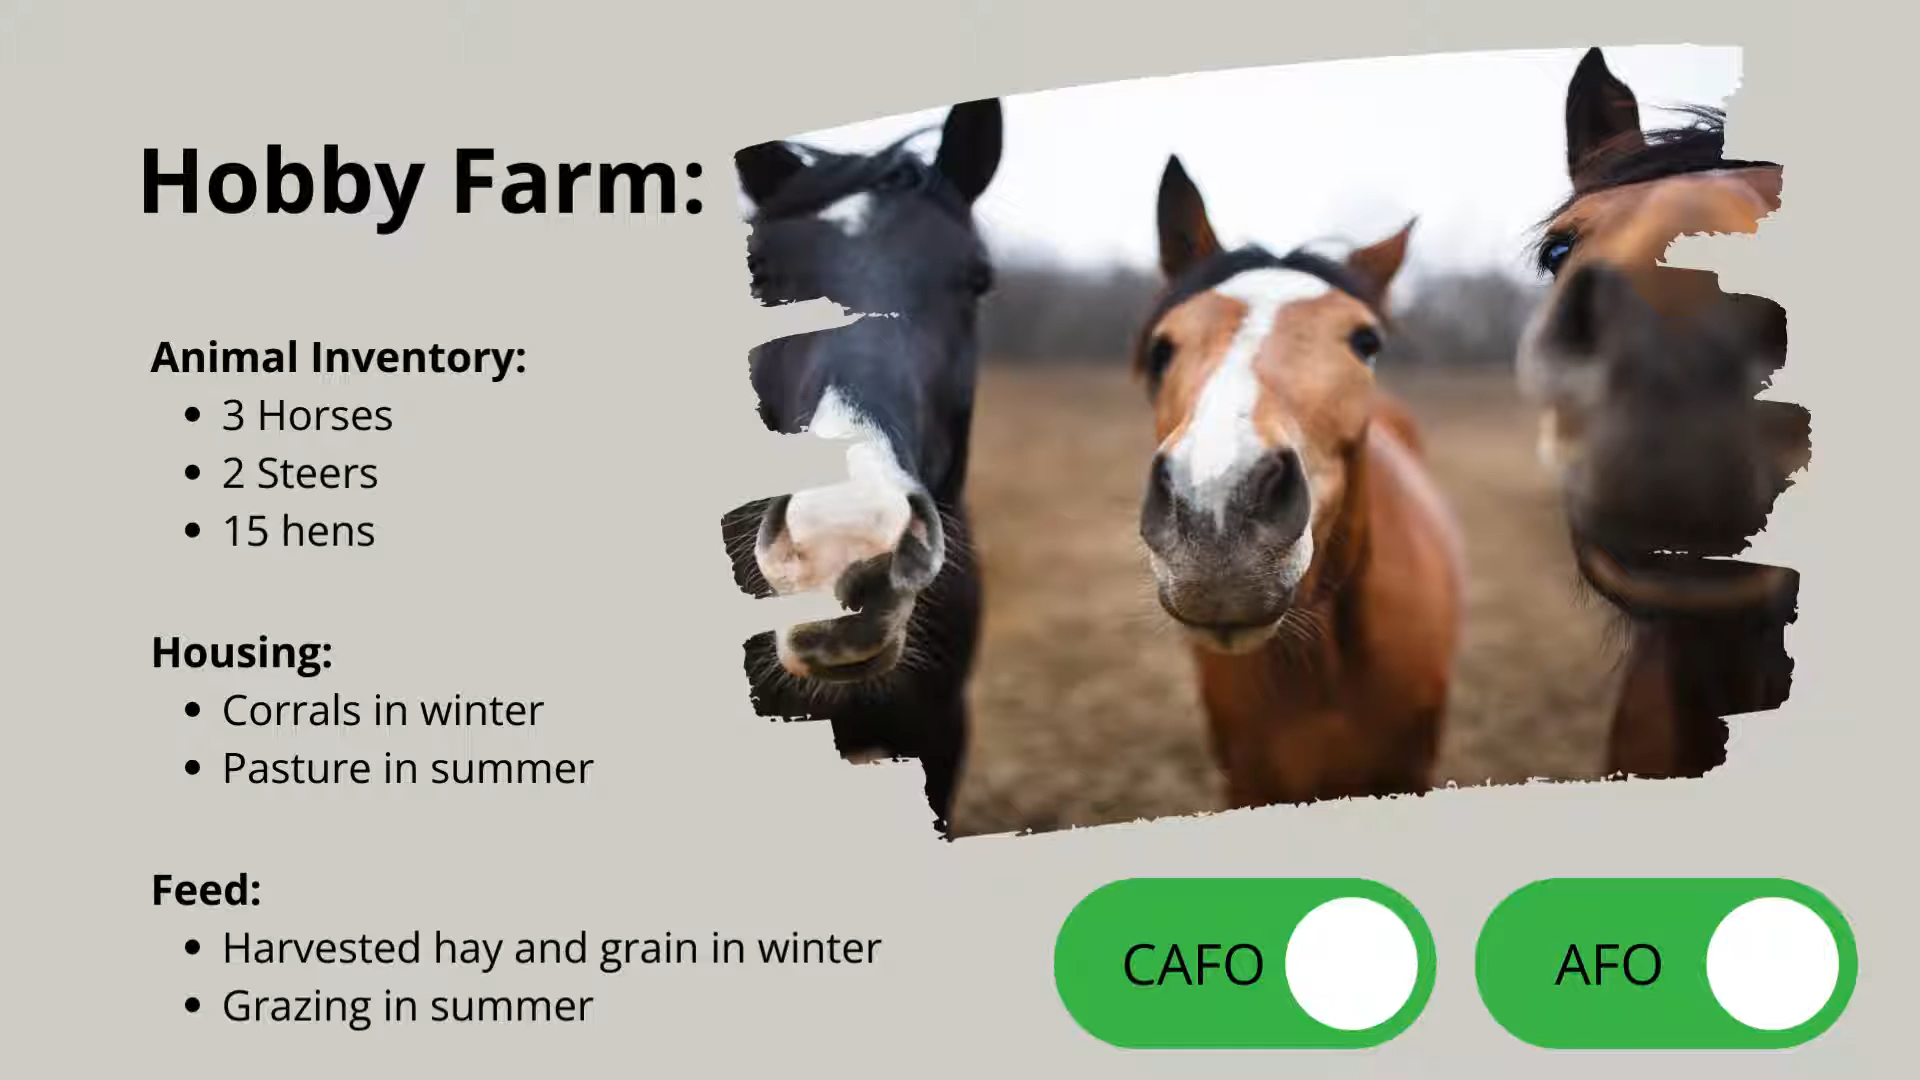 Hobby Farm:
Animal Inventory:
• 3 Horses
• 2 Steers
• 15 hens
Housing:
• Corrals in winter
• Pasture in summer
Feed:
• Harvested hay and grain in winter
• Grazing in summer
CAFO
AFO